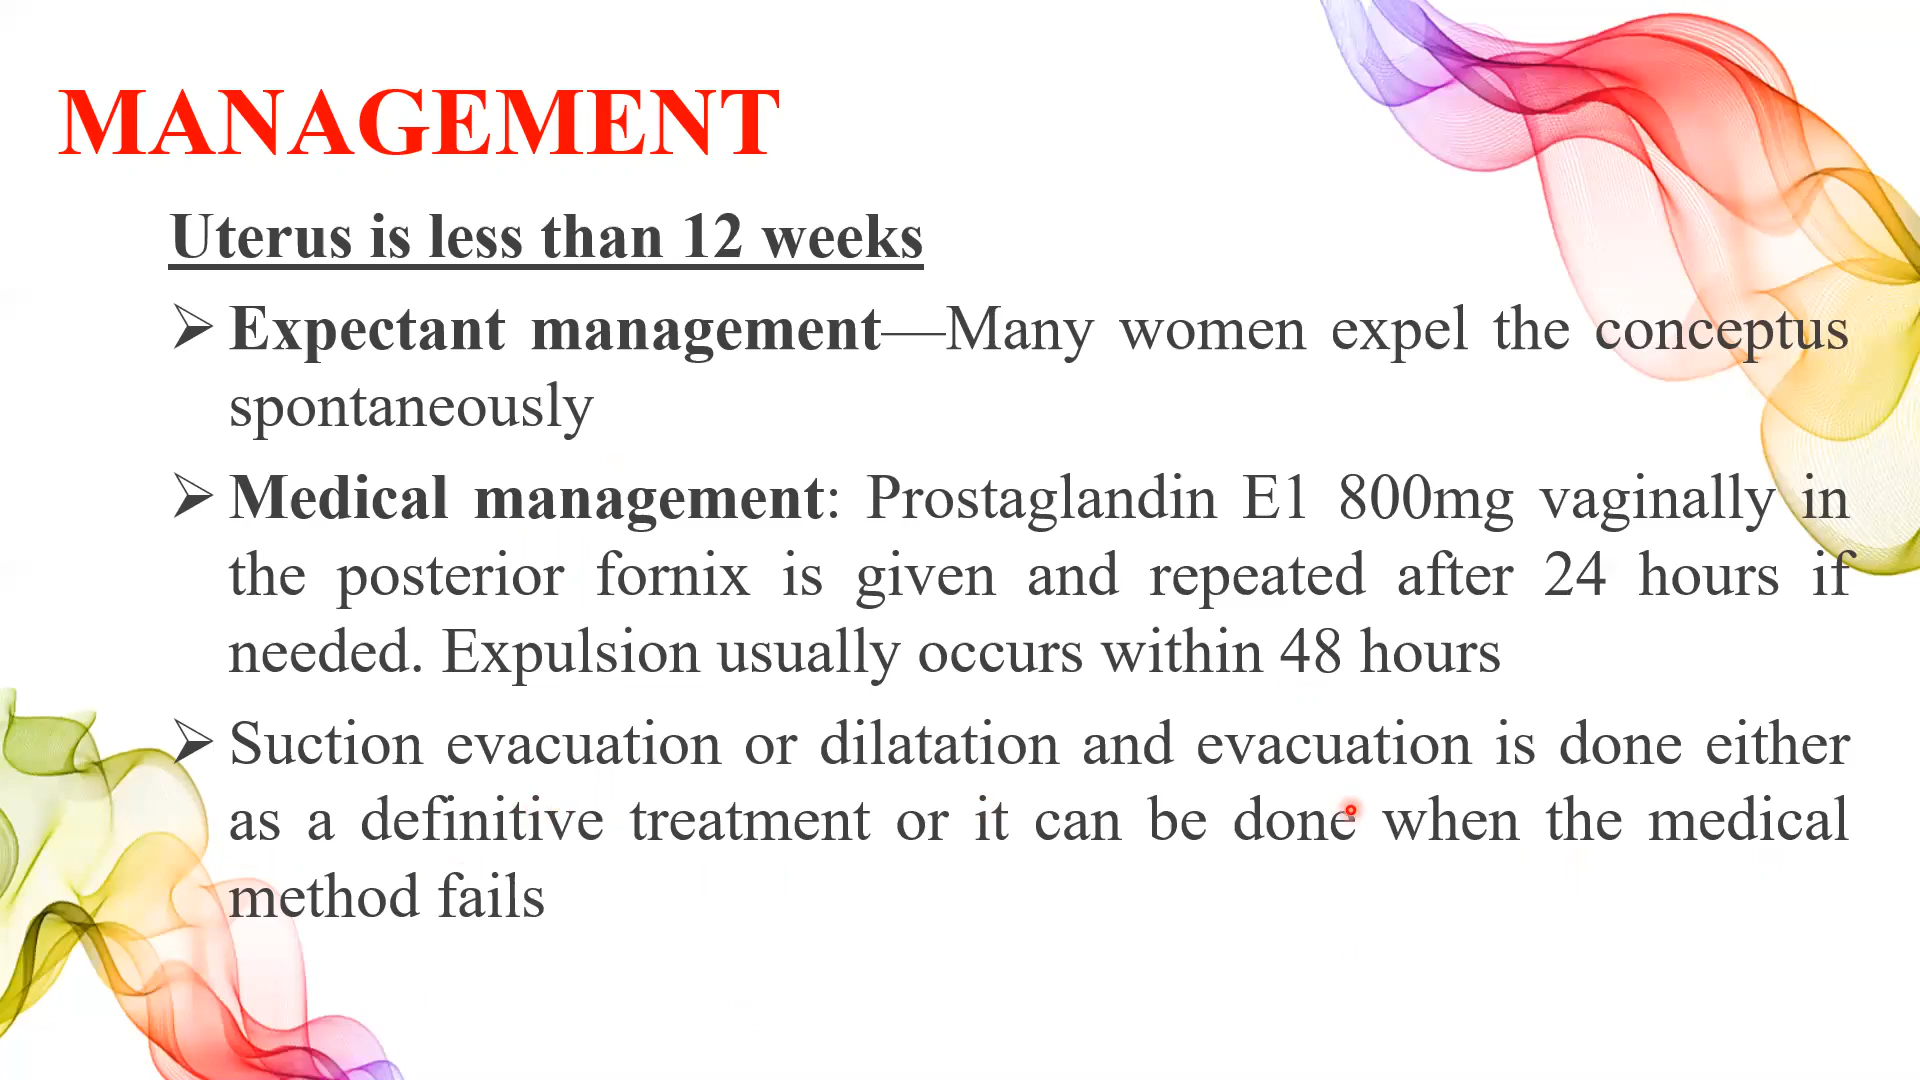 MANAGEMENT
Uterus is less than 12 weeks
➢ Expectant management—Many women expel the conceptus
spontaneously
➢ Medical management: Prostaglandin E1 800mg vaginally in
the posterior fornix is given and repeated after 24 hours if
needed. Expulsion usually occurs within 48 hours
➢ Suction evacuation or dilatation and evacuation is done either
as a definitive treatment or it can be done when the medical
method fails